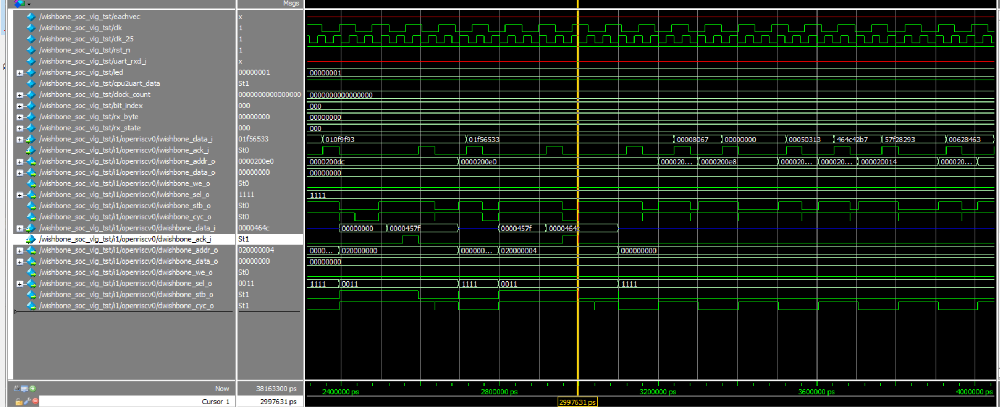 Msgs
/wishbone_soc_vlg_tst/eachvec x
/wishbone_soc_vlg_tst/clk 1
/wishbone_soc_vlg_tst/clk_25 1
/wishbone_soc_vlg_tst/rst_n 1
/wishbone_soc_vlg_tst/uart_rxd_i x
/wishbone_soc_vlg_tst/led 00000001 00000001
/wishbone_soc_vlg_tst/cpu2uart_data St1
/wishbone_soc_vlg_tst/clock_count 0000000000000000 0000000000000000
/wishbone_soc_vlg_tst/bit_index 000 000
/wishbone_soc_vlg_tst/rx_byte 00000000 00000000
/wishbone_soc_vlg_tst/rx_state 000 000
/wishbone_soc_vlg_tst/i1/openriscv0/iwishbone_data_i 01f56533 010f9f93 01f56533 00008067 00000000 00050313 464c42b7 57f28293 00628463
/wishbone_soc_vlg_tst/i1/openriscv0/iwishbone_ack_i St0
/wishbone_soc_vlg_tst/i1/openriscv0/iwishbone_addr_o 0000200e0 0000200dc 0000200e0 000020... 0000200e8 000020... 000020... 000020014 000020...
/wishbone_soc_vlg_tst/i1/openriscv0/iwishbone_data_o 00000000 00000000
/wishbone_soc_vlg_tst/i1/openriscv0/iwishbone_we_o St0
/wishbone_soc_vlg_tst/i1/openriscv0/iwishbone_sel_o 1111 1111
/wishbone_soc_vlg_tst/i1/openriscv0/iwishbone_stb_o St0
/wishbone_soc_vlg_tst/i1/openriscv0/iwishbone_cyc_o St0
/wishbone_soc_vlg_tst/i1/openriscv0/dwishbone_data_i 0000464c 00000000 0000457f 0000457f 0000464c
/wishbone_soc_vlg_tst/i1/openriscv0/dwishbone_ack_i St1
/wishbone_soc_vlg_tst/i1/openriscv0/dwishbone_addr_o 020000004 0000... 020000000 000000... 020000004 000000000
/wishbone_soc_vlg_tst/i1/openriscv0/dwishbone_data_o 00000000 00000000
/wishbone_soc_vlg_tst/i1/openriscv0/dwishbone_we_o St0
/wishbone_soc_vlg_tst/i1/openriscv0/dwishbone_sel_o 0011 1111 0011 1111 0011 1111
/wishbone_soc_vlg_tst/i1/openriscv0/dwishbone_stb_o St1
/wishbone_soc_vlg_tst/i1/openriscv0/dwishbone_cyc_o St1
Now 38163300 ps 2400000 ps 2800000 ps 3200000 ps 3600000 ps 4000000 ps
Cursor 1 2997631 ps 2997631 ps